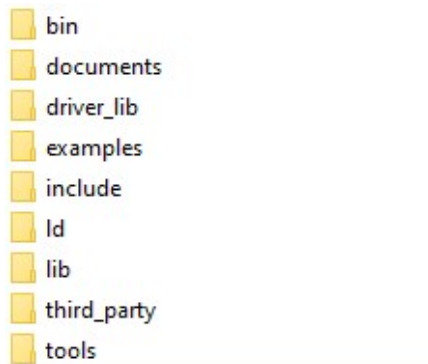 bin
documents
driver_lib
examples
include
ld
lib
third_party
tools